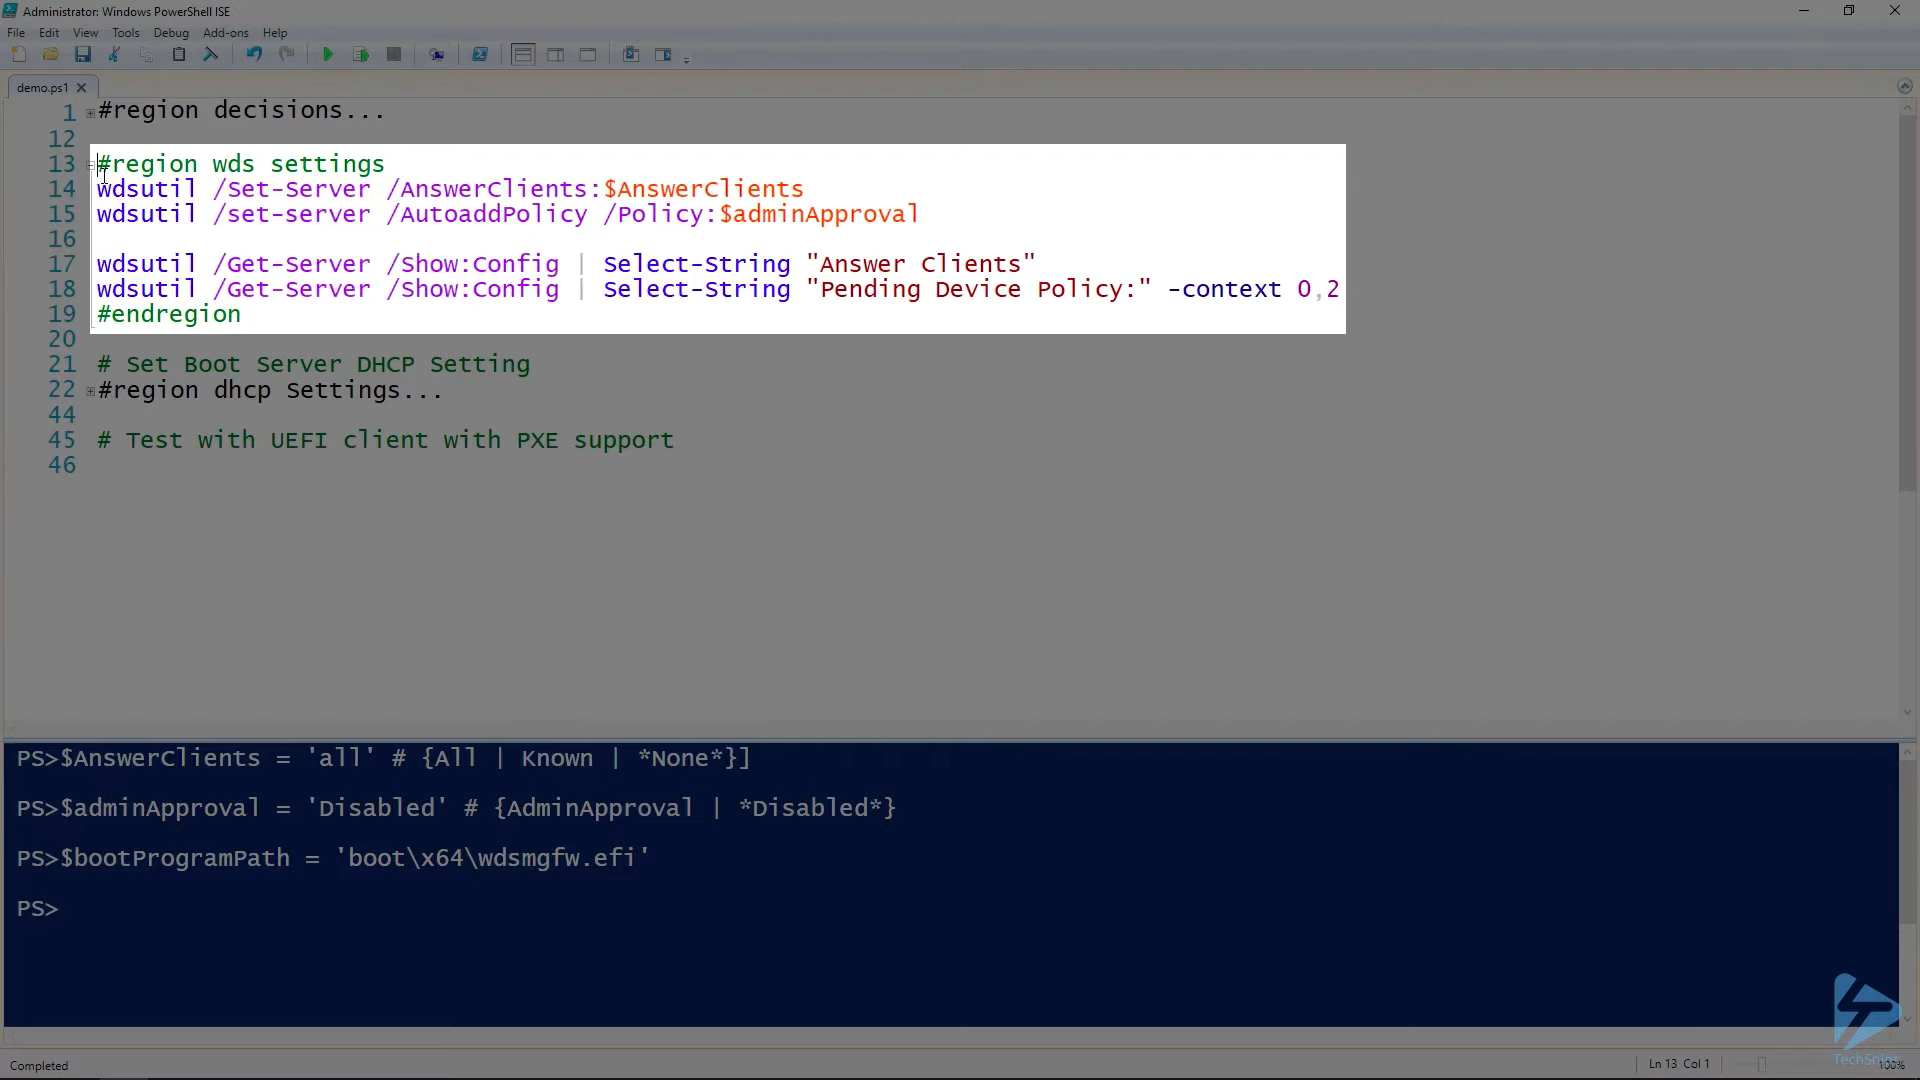 Administrator: Windows PowerShell ISE
File Edit View Tools Debug Add-ons Help
demo.ps1
1 #region decisions...
12
13 #region wds settings
14 wdsutil /Set-Server /AnswerClients:$AnswerClients
15 wdsutil /set-server /AutoaddPolicy /Policy:$adminApproval
16
17 wdsutil /Get-Server /Show:Config | Select-String "Answer Clients"
18 wdsutil /Get-Server /Show:Config | Select-String "Pending Device Policy:" -context 0,2
19 #endregion
20
21 # Set Boot Server DHCP Setting
22 #region dhcp Settings...
44
45 # Test with UEFI client with PXE support
46
PS>$AnswerClients = 'all' # {All | Known | *None*}]
PS>$adminApproval = 'Disabled' # {AdminApproval | *Disabled*}
PS>$bootProgramPath = 'boot\x64\wdsmgfw.efi'
PS>
TechSnips
Completed
Ln 13 Col 1
100%